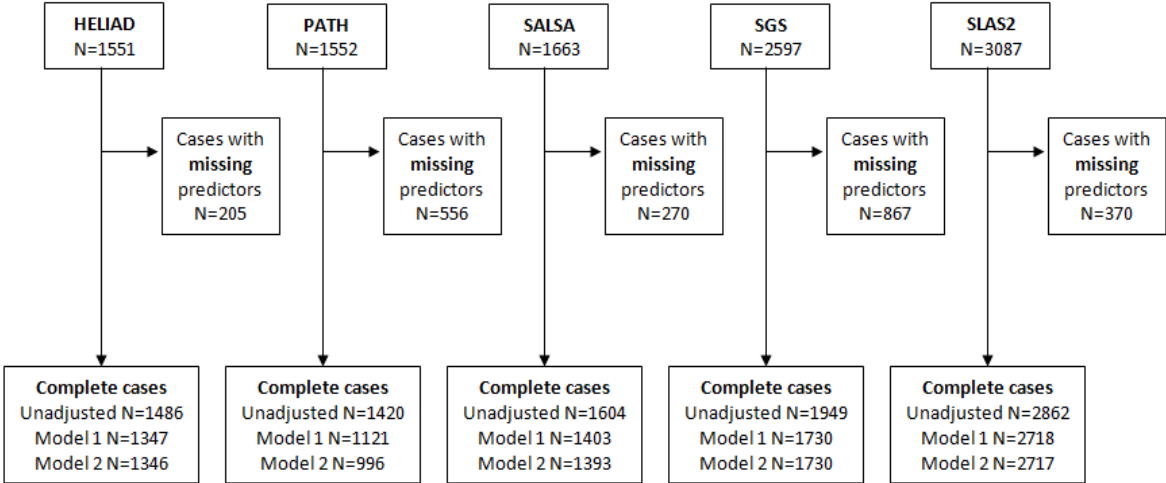 HELIAD
N=1551
PATH
N=1552
SALSA
N=1663
SGS
N=2597
SLAS2
N=3087
Cases with
missing
predictors
N=205
Cases with
missing
predictors
N=556
Cases with
missing
predictors
N=270
Cases with
missing
predictors
N=867
Cases with
missing
predictors
N=370
Complete cases
Unadjusted N=1486
Model 1 N=1347
Model 2 N=1346
Complete cases
Unadjusted N=1420
Model 1 N=1121
Model 2 N=996
Complete cases
Unadjusted N=1604
Model 1 N=1403
Model 2 N=1393
Complete cases
Unadjusted N=1949
Model 1 N=1730
Model 2 N=1730
Complete cases
Unadjusted N=2862
Model 1 N=2718
Model 2 N=2717